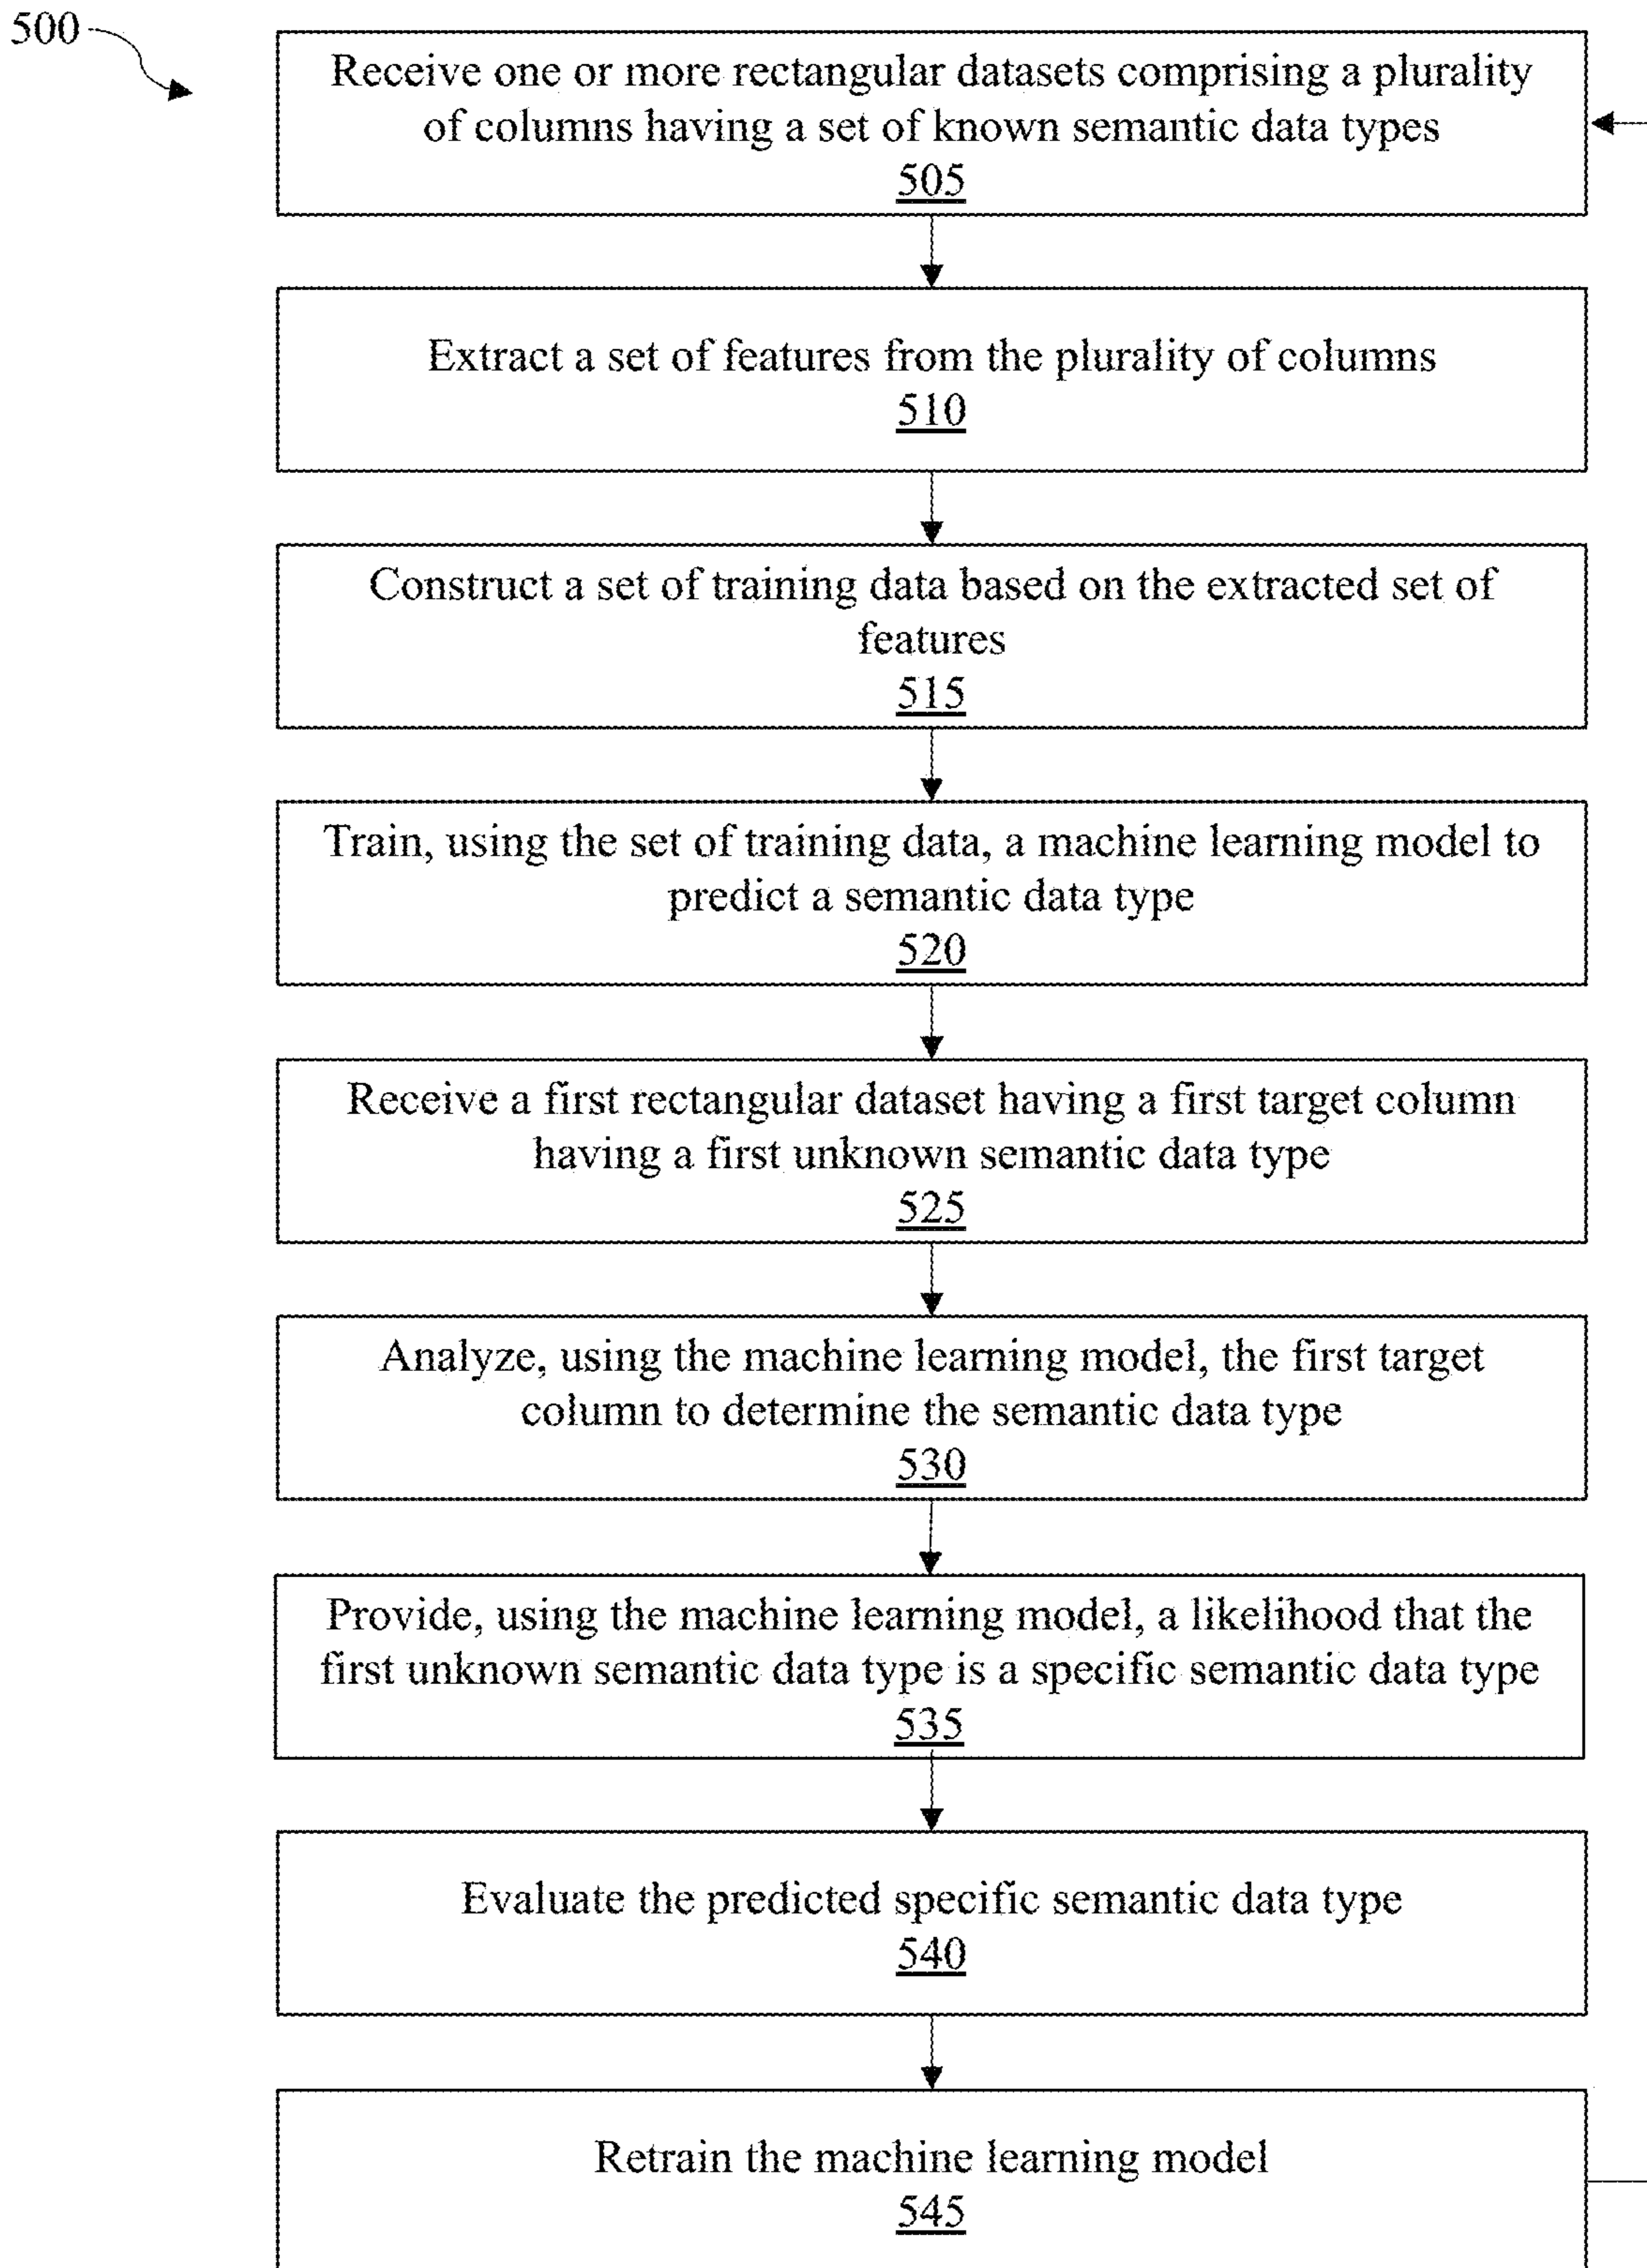 500
Receive one or more rectangular datasets comprising a plurality
of columns having a set of known semantic data types
505
Extract a set of features from the plurality of columns
510
Construct a set of training data based on the extracted set of
features
515
Train, using the set of training data, a machine learning model to
predict a semantic data type
520
Receive a first rectangular dataset having a first target column
having a first unknown semantic data type
525
Analyze, using the machine learning model, the first target
column to determine the semantic data type
530
Provide, using the machine learning model, a likelihood that the
first unknown semantic data type is a specific semantic data type
535
Evaluate the predicted specific semantic data type
540
Retrain the machine learning model
545